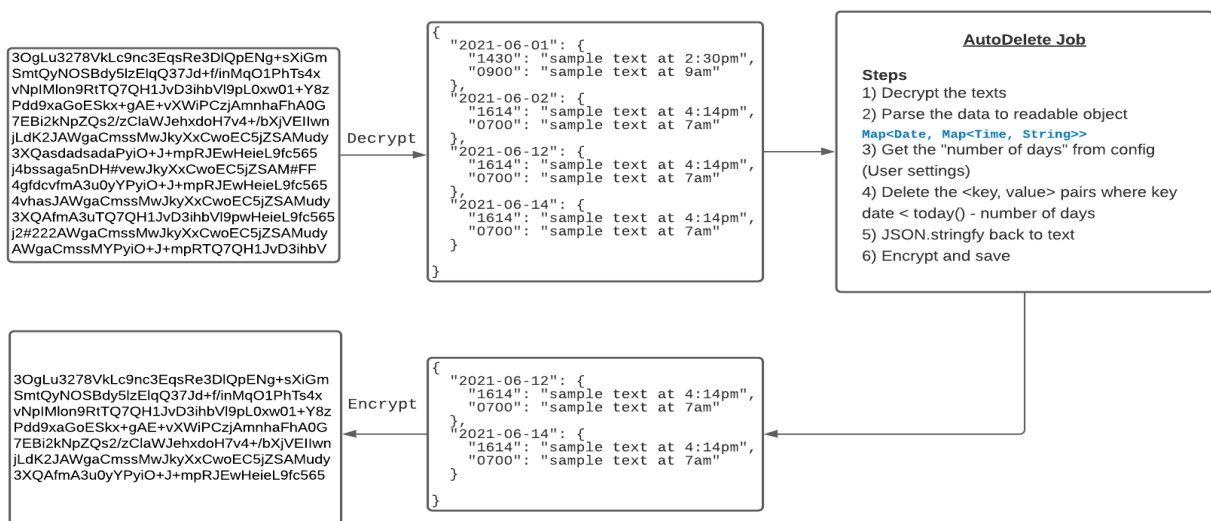 3OgLu3278VkLc9nc3EqsRe3DlQpENg+sXiGm
SmtQyNOSBdy5lzElqQ37Jd+f/inMqO1PhTs4x
vNpIMlon9RtTQ7QH1JvD3ihbVl9pL0xw01+Y8z
Pdd9xaGoESkx+gAE+vXWiPCzjAmnhaFhA0G
7EBi2kNpZQs2/zClaWJehxdoH7v4+/bXjVEIlwn
jLdK2JAWgaCmssMwJkyXxCwoEC5jZSAMudy
3XQasdadsadaPyiO+J+mpRJEwHeieL9fc565
j4bssaga5nDH#vewJkyXxCwoEC5jZSAM#FF
4gfdcvfmA3u0yYPyiO+J+mpRJEwHeieL9fc565
4vhasJAWgaCmssMwJkyXxCwoEC5jZSAMudy
3XQAfmA3uTQ7QH1JvD3ihbVl9pwHeieL9fc565
j2#222AWgaCmssMwJkyXxCwoEC5jZSAMudy
AWgaCmssMYPyiO+J+mpRTQ7QH1JvD3ihbV
Decrypt
{
"2021-06-01": {
"1430": "sample text at 2:30pm",
"0900": "sample text at 9am"
},
"2021-06-02": {
"1614": "sample text at 4:14pm",
"0700": "sample text at 7am"
},
"2021-06-12": {
"1614": "sample text at 4:14pm",
"0700": "sample text at 7am"
},
"2021-06-14": {
"1614": "sample text at 4:14pm",
"0700": "sample text at 7am"
}
}
AutoDelete Job
Steps
1) Decrypt the texts
2) Parse the data to readable object
Map<Date, Map<Time, String>>
3) Get the "number of days" from config
(User settings)
4) Delete the <key, value> pairs where key
date < today() - number of days
5) JSON.stringfy back to text
6) Encrypt and save
3OgLu3278VkLc9nc3EqsRe3DlQpENg+sXiGm
SmtQyNOSBdy5lzElqQ37Jd+f/inMqO1PhTs4x
vNpIMlon9RtTQ7QH1JvD3ihbVl9pL0xw01+Y8z
Pdd9xaGoESkx+gAE+vXWiPCzjAmnhaFhA0G
7EBi2kNpZQs2/zClaWJehxdoH7v4+/bXjVEIlwn
jLdK2JAWgaCmssMwJkyXxCwoEC5jZSAMudy
3XQAfmA3u0yYPyiO+J+mpRJEwHeieL9fc565
Encrypt
{
"2021-06-12": {
"1614": "sample text at 4:14pm",
"0700": "sample text at 7am"
},
"2021-06-14": {
"1614": "sample text at 4:14pm",
"0700": "sample text at 7am"
}
}